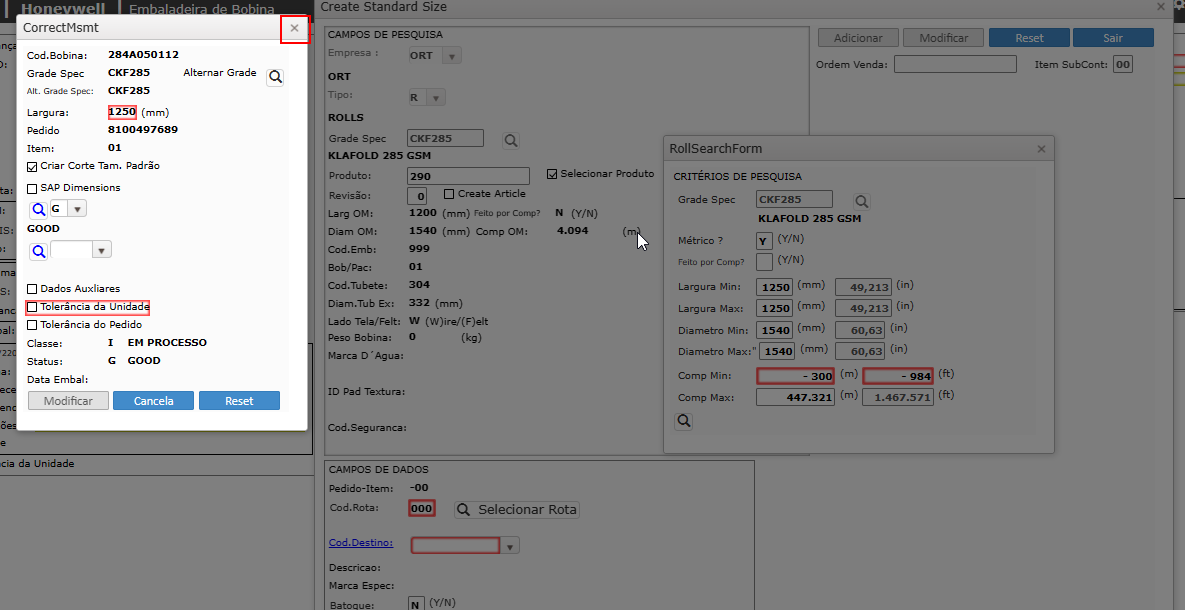 Honeywell
Embaladeira de Bobina
CorrectMsmt
Cod.Bobina: 284A050112
Grade Spec CKF285 Alternar Grade
Alt. Grade Spec: CKF285
Largura: 1250 (mm)
Pedido 8100497689
Item: 01
Criar Corte Tam. Padrão
SAP Dimensions
G
GOOD
Dados Auxliares
Tolerância da Unidade
Tolerância do Pedido
Classe: I EM PROCESSO
Status: G GOOD
Data Embal:
Modificar Cancela Reset
cia da Unidade
Create Standard Size
CAMPOS DE PESQUISA
Empresa : ORT
ORT
Tipo: R
ROLLS
Grade Spec CKF285
KLAFOLD 285 GSM
Produto: 290 Selecionar Produto
Revisão: 0 Create Article
Larg OM: 1200 (mm) Feito por Comp? N (Y/N)
Diam OM: 1540 (mm) Comp OM: 4.094 (m)
Cod.Emb: 999
Bob/Pac: 01
Cod.Tubete: 304
Diam.Tub Ex: 332 (mm)
Lado Tela/Felt: W (W)ire/(F)elt
Peso Bobina: 0 (kg)
Marca D´Agua:
ID Pad Textura:
Cod.Seguranca:
Adicionar Modificar Reset Sair
Ordem Venda: Item SubCont: 00
RollSearchForm
CRITÉRIOS DE PESQUISA
Grade Spec CKF285
KLAFOLD 285 GSM
Métrico ? Y (Y/N)
Feito por Comp? (Y/N)
Largura Min: 1250 (mm) 49,213 (in)
Largura Max: 1250 (mm) 49,213 (in)
Diametro Min: 1540 (mm) 60,63 (in)
Diametro Max:" 1540 (mm) 60,63 (in)
Comp Min: - 300 (m) - 984 (ft)
Comp Max: 447.321 (m) 1.467.571 (ft)
CAMPOS DE DADOS
Pedido-Item: -00
Cod.Rota: 000 Selecionar Rota
Cod.Destino:
Descricao:
Marca Espec:
Batoque: N (Y/N)